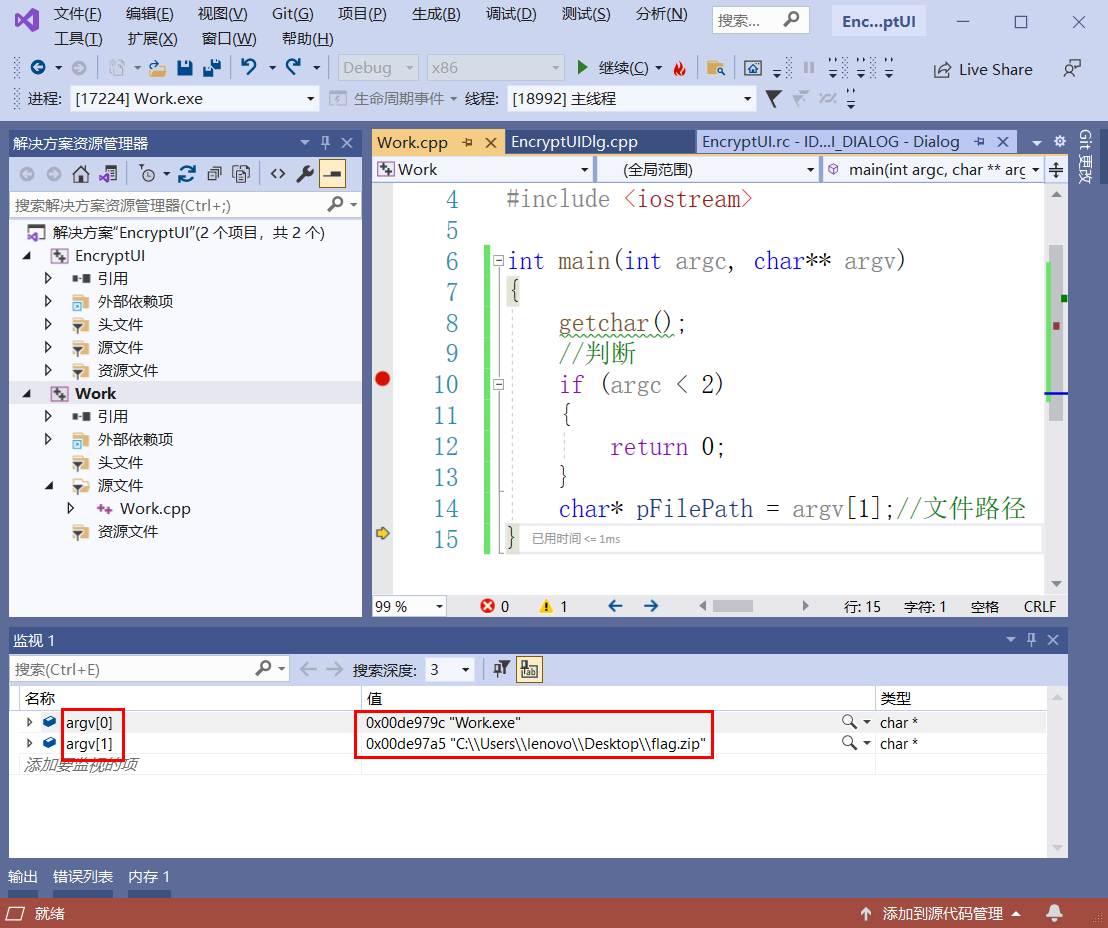 文件(F) 编辑(E) 视图(V) Git(G) 项目(P) 生成(B) 调试(D) 测试(S) 分析(N) 搜索... Enc...ptUI
工具(T) 扩展(X) 窗口(W) 帮助(H)
Debug x86 继续(C) Live Share
进程: [17224] Work.exe 生命周期事件 线程: [18992] 主线程
解决方案资源管理器
搜索解决方案资源管理器(Ctrl+;)
解决方案"EncryptUI"(2 个项目，共 2 个)
EncryptUI
引用
外部依赖项
头文件
源文件
资源文件
Work
引用
外部依赖项
头文件
源文件
Work.cpp
资源文件
Work.cpp EncryptUIDlg.cpp EncryptUI.rc - ID...I_DIALOG - Dialog
Work (全局范围) main(int argc, char ** arg
4 #include <iostream>
5
6 int main(int argc, char** argv)
7 {
8 getchar();
9 //判断
10 if (argc < 2)
11 {
12 return 0;
13 }
14 char* pFilePath = argv[1];//文件路径
15 } 已用时间 <= 1ms
99 % 0 1 行: 15 字符: 1 空格 CRLF
Git 更改
监视 1
搜索(Ctrl+E) 搜索深度: 3
名称 值 类型
argv[0] 0x00de979c "Work.exe" char *
argv[1] 0x00de97a5 "C:\\Users\\lenovo\\Desktop\\flag.zip" char *
添加要监视的项
输出 错误列表 内存 1
就绪 添加到源代码管理